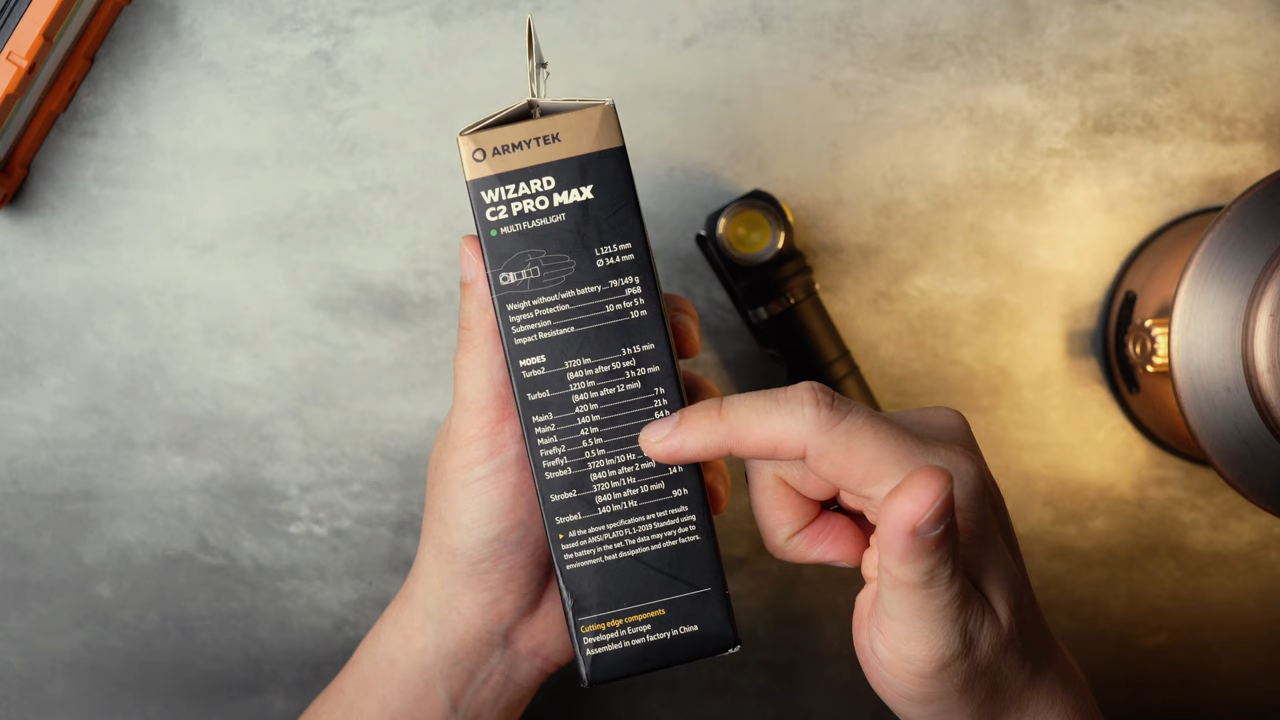 ARMYTEK
WIZARD
C2 PRO MAX
MULTI FLASHLIGHT
L 121.5 mm
Ø 34.4 mm
Weight without/with battery....79/149 g
Ingress Protection....................IP68
Submersion....................10 m for 5 h
Impact Resistance....................10 m
MODES
Turbo2........3720 lm............3 h 15 min
(840 lm after 50 sec)
Turbo1........1210 lm............3 h 20 min
(840 lm after 12 min)
Main3........420 lm....................7 h
Main2........140 lm....................21 h
Main1........42 lm....................64 h
Firefly2......6.5 lm....................
Firefly1......0.5 lm....................
Strobe3......3720 lm/10 Hz
(840 lm after 2 min)
Strobe2......3720 lm/1 Hz............14 h
(840 lm after 10 min)
Strobe1......140 lm/1 Hz............90 h
All the above specifications are test results
based on ANSI/PLATO FL 1-2019 Standard using
the battery in the set. The data may vary due to
environment, heat dissipation and other factors.
Cutting edge components
Developed in Europe
Assembled in own factory in China